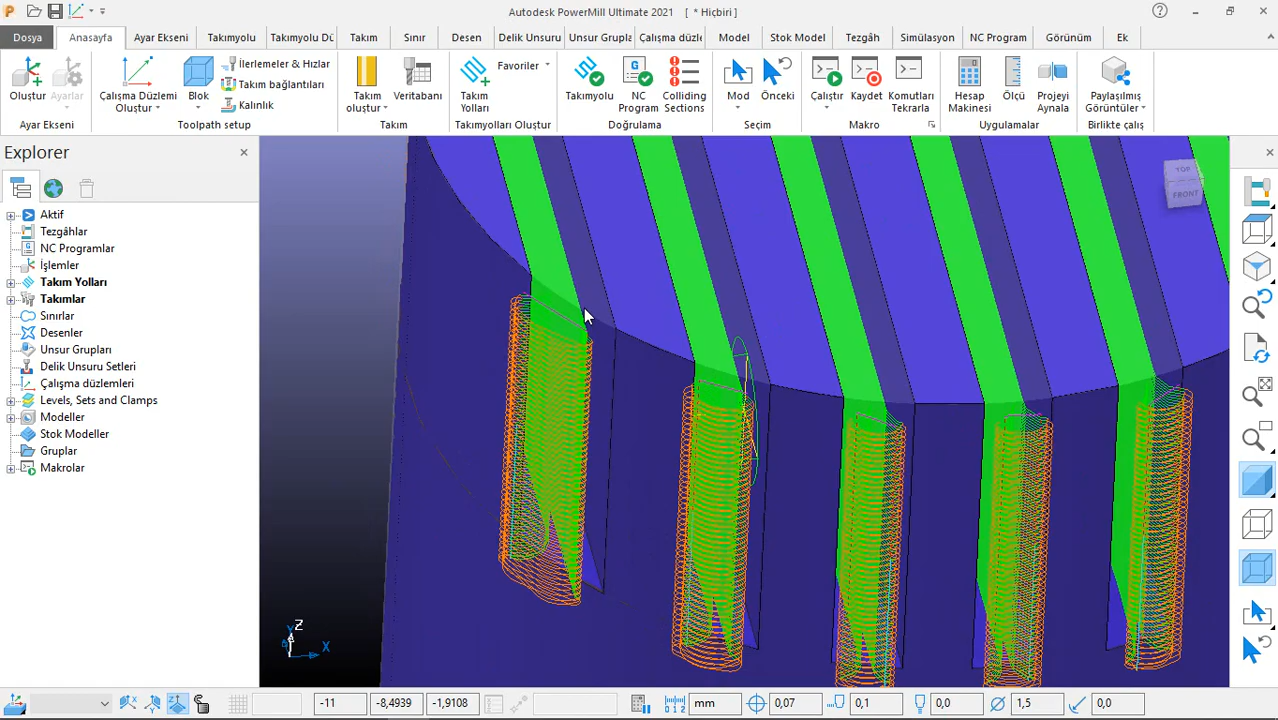 Autodesk PowerMill Ultimate 2021 [ * Hiçbiri ]
Dosya Anasayfa Ayar Ekseni Takımyolu Takımyolu Dü Takım Sınır Desen Delik Unsuru Unsur Grupla Çalışma düzle Model Stok Model Tezgâh Simülasyon NC Program Görünüm Ek
Oluştur
Ayarlar
Ayar Ekseni
Çalışma Düzlemi
Oluştur
Blok
İlerlemeler & Hızlar
Takım bağlantıları
Kalınlık
Toolpath setup
Takım
oluştur
Veritabanı
Takım
Takım
Yolları
Favoriler
Takımyolları Oluştur
Takımyolu
NC
Program
Colliding
Sections
Doğrulama
Mod
Önceki
Seçim
Çalıştır
Kaydet
Komutları
Tekrarla
Makro
Hesap
Makinesi
Ölçü
Projeyi
Aynala
Uygulamalar
Paylaşılmış
Görüntüler
Birlikte çalış
Explorer
Aktif
Tezgâhlar
NC Programlar
İşlemler
Takım Yolları
Takımlar
Sınırlar
Desenler
Unsur Grupları
Delik Unsuru Setleri
Çalışma düzlemleri
Levels, Sets and Clamps
Modeller
Stok Modeller
Gruplar
Makrolar
TOP
FRONT
Z
Y
X
-11 -8,4939 -1,9108 mm 0,07 0,1 0,0 1,5 0,0